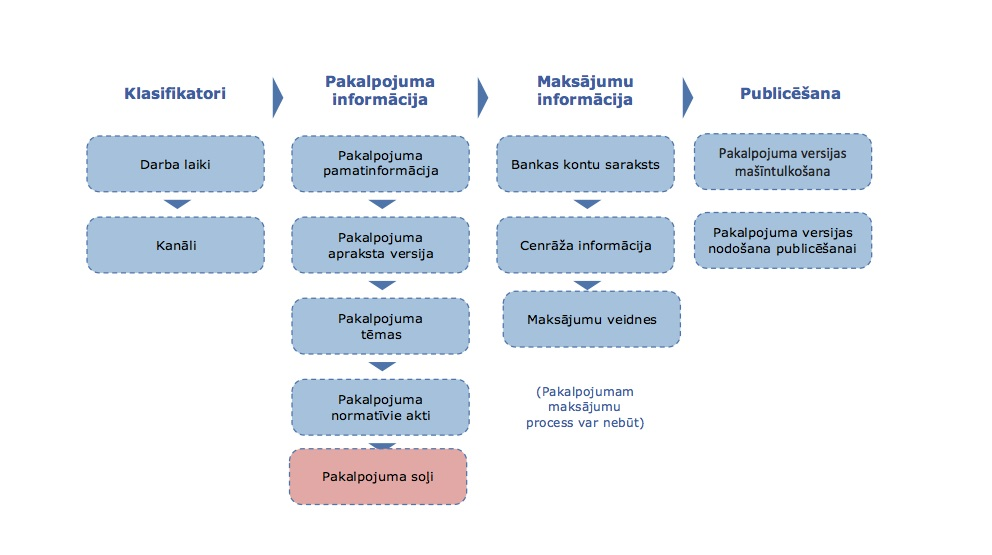 Klasifikatori
Darba laiki
Kanāli
Pakalpojuma
informācija
Pakalpojuma
pamatinformācija
Pakalpojuma
apraksta versija
Pakalpojuma
tēmas
Pakalpojuma
normatīvie akti
Pakalpojuma soļi
Maksājumu
informācija
Bankas kontu saraksts
Cenrāža informācija
Maksājumu veidnes
(Pakalpojumam
maksājumu
process var nebūt)
Publicēšana
Pakalpojuma versijas
mašīntulkošana
Pakalpojuma versijas
nodošana publicēšanai